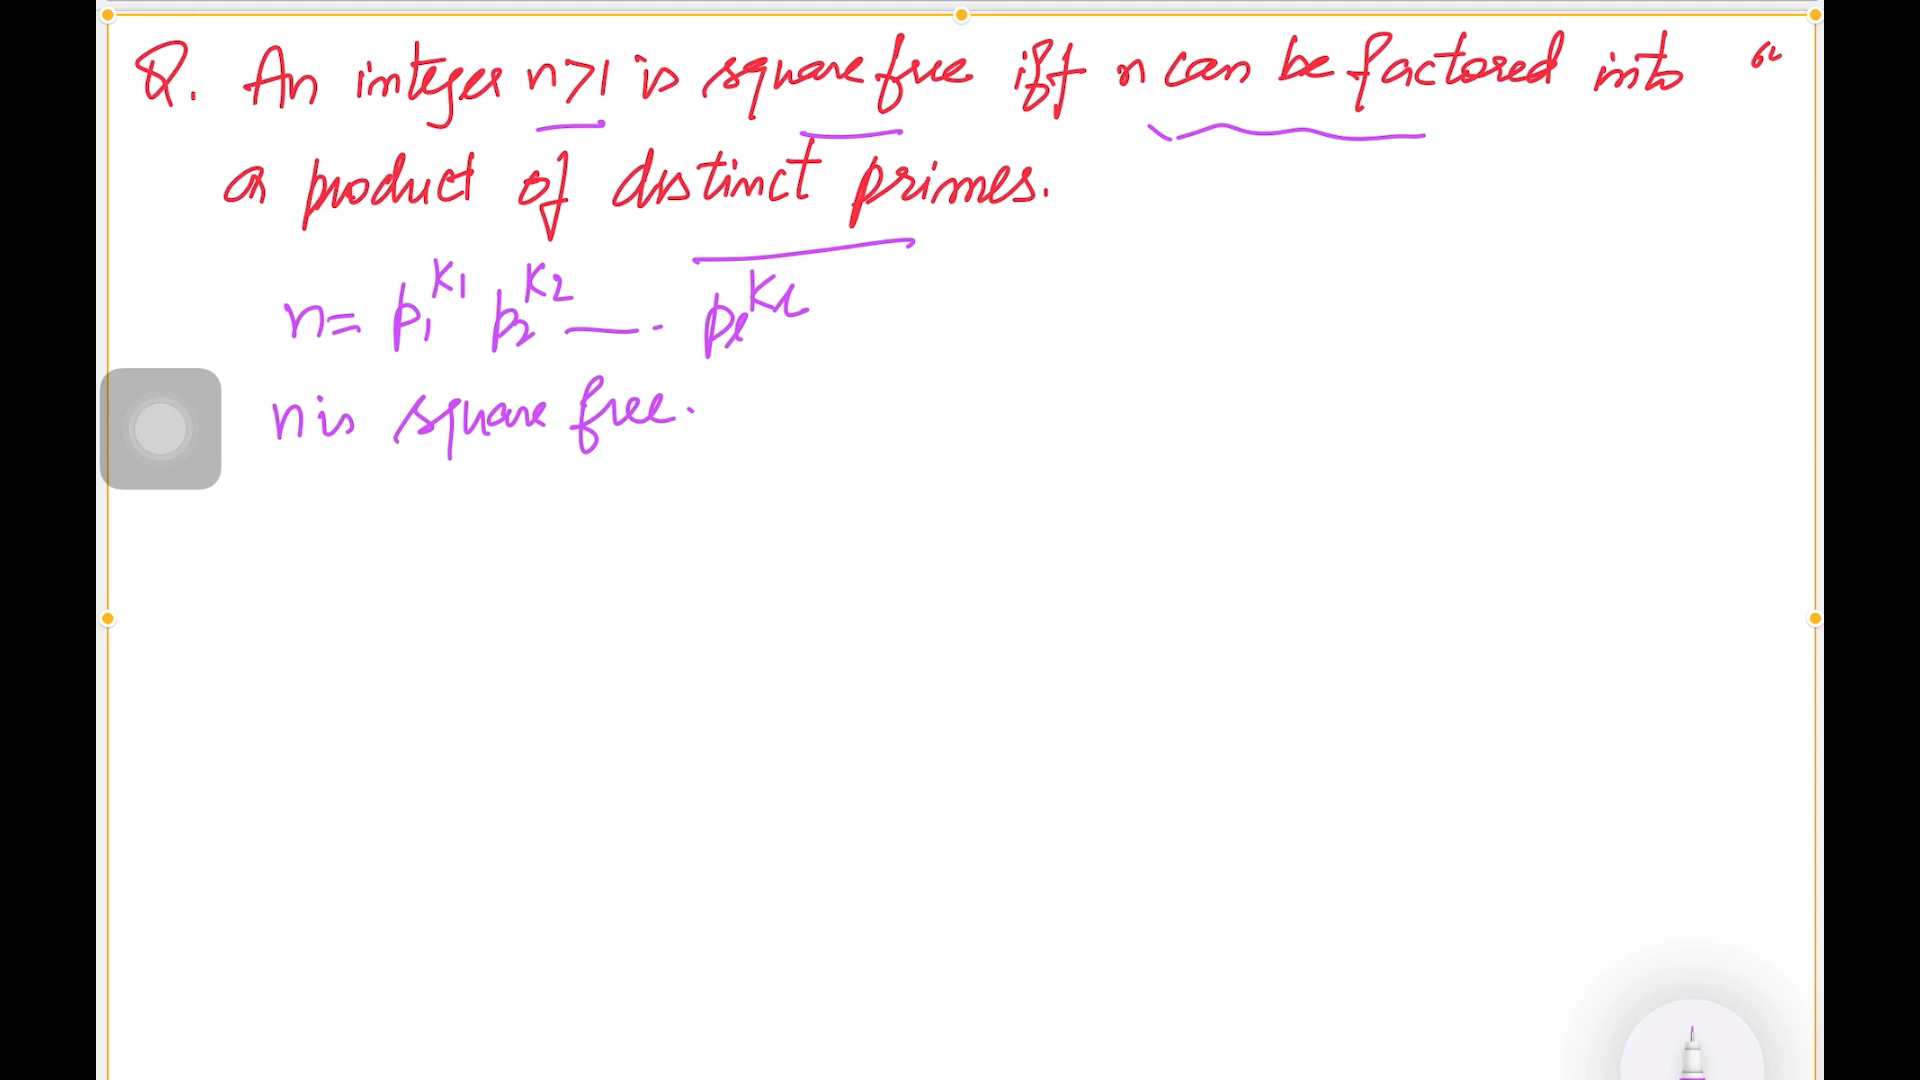 Q. An integer n>1 is square free iff n can be factored into
a product of distinct primes.
n= p₁^K1 p₂^K2 —- pᵣ^Kr
n is square free.